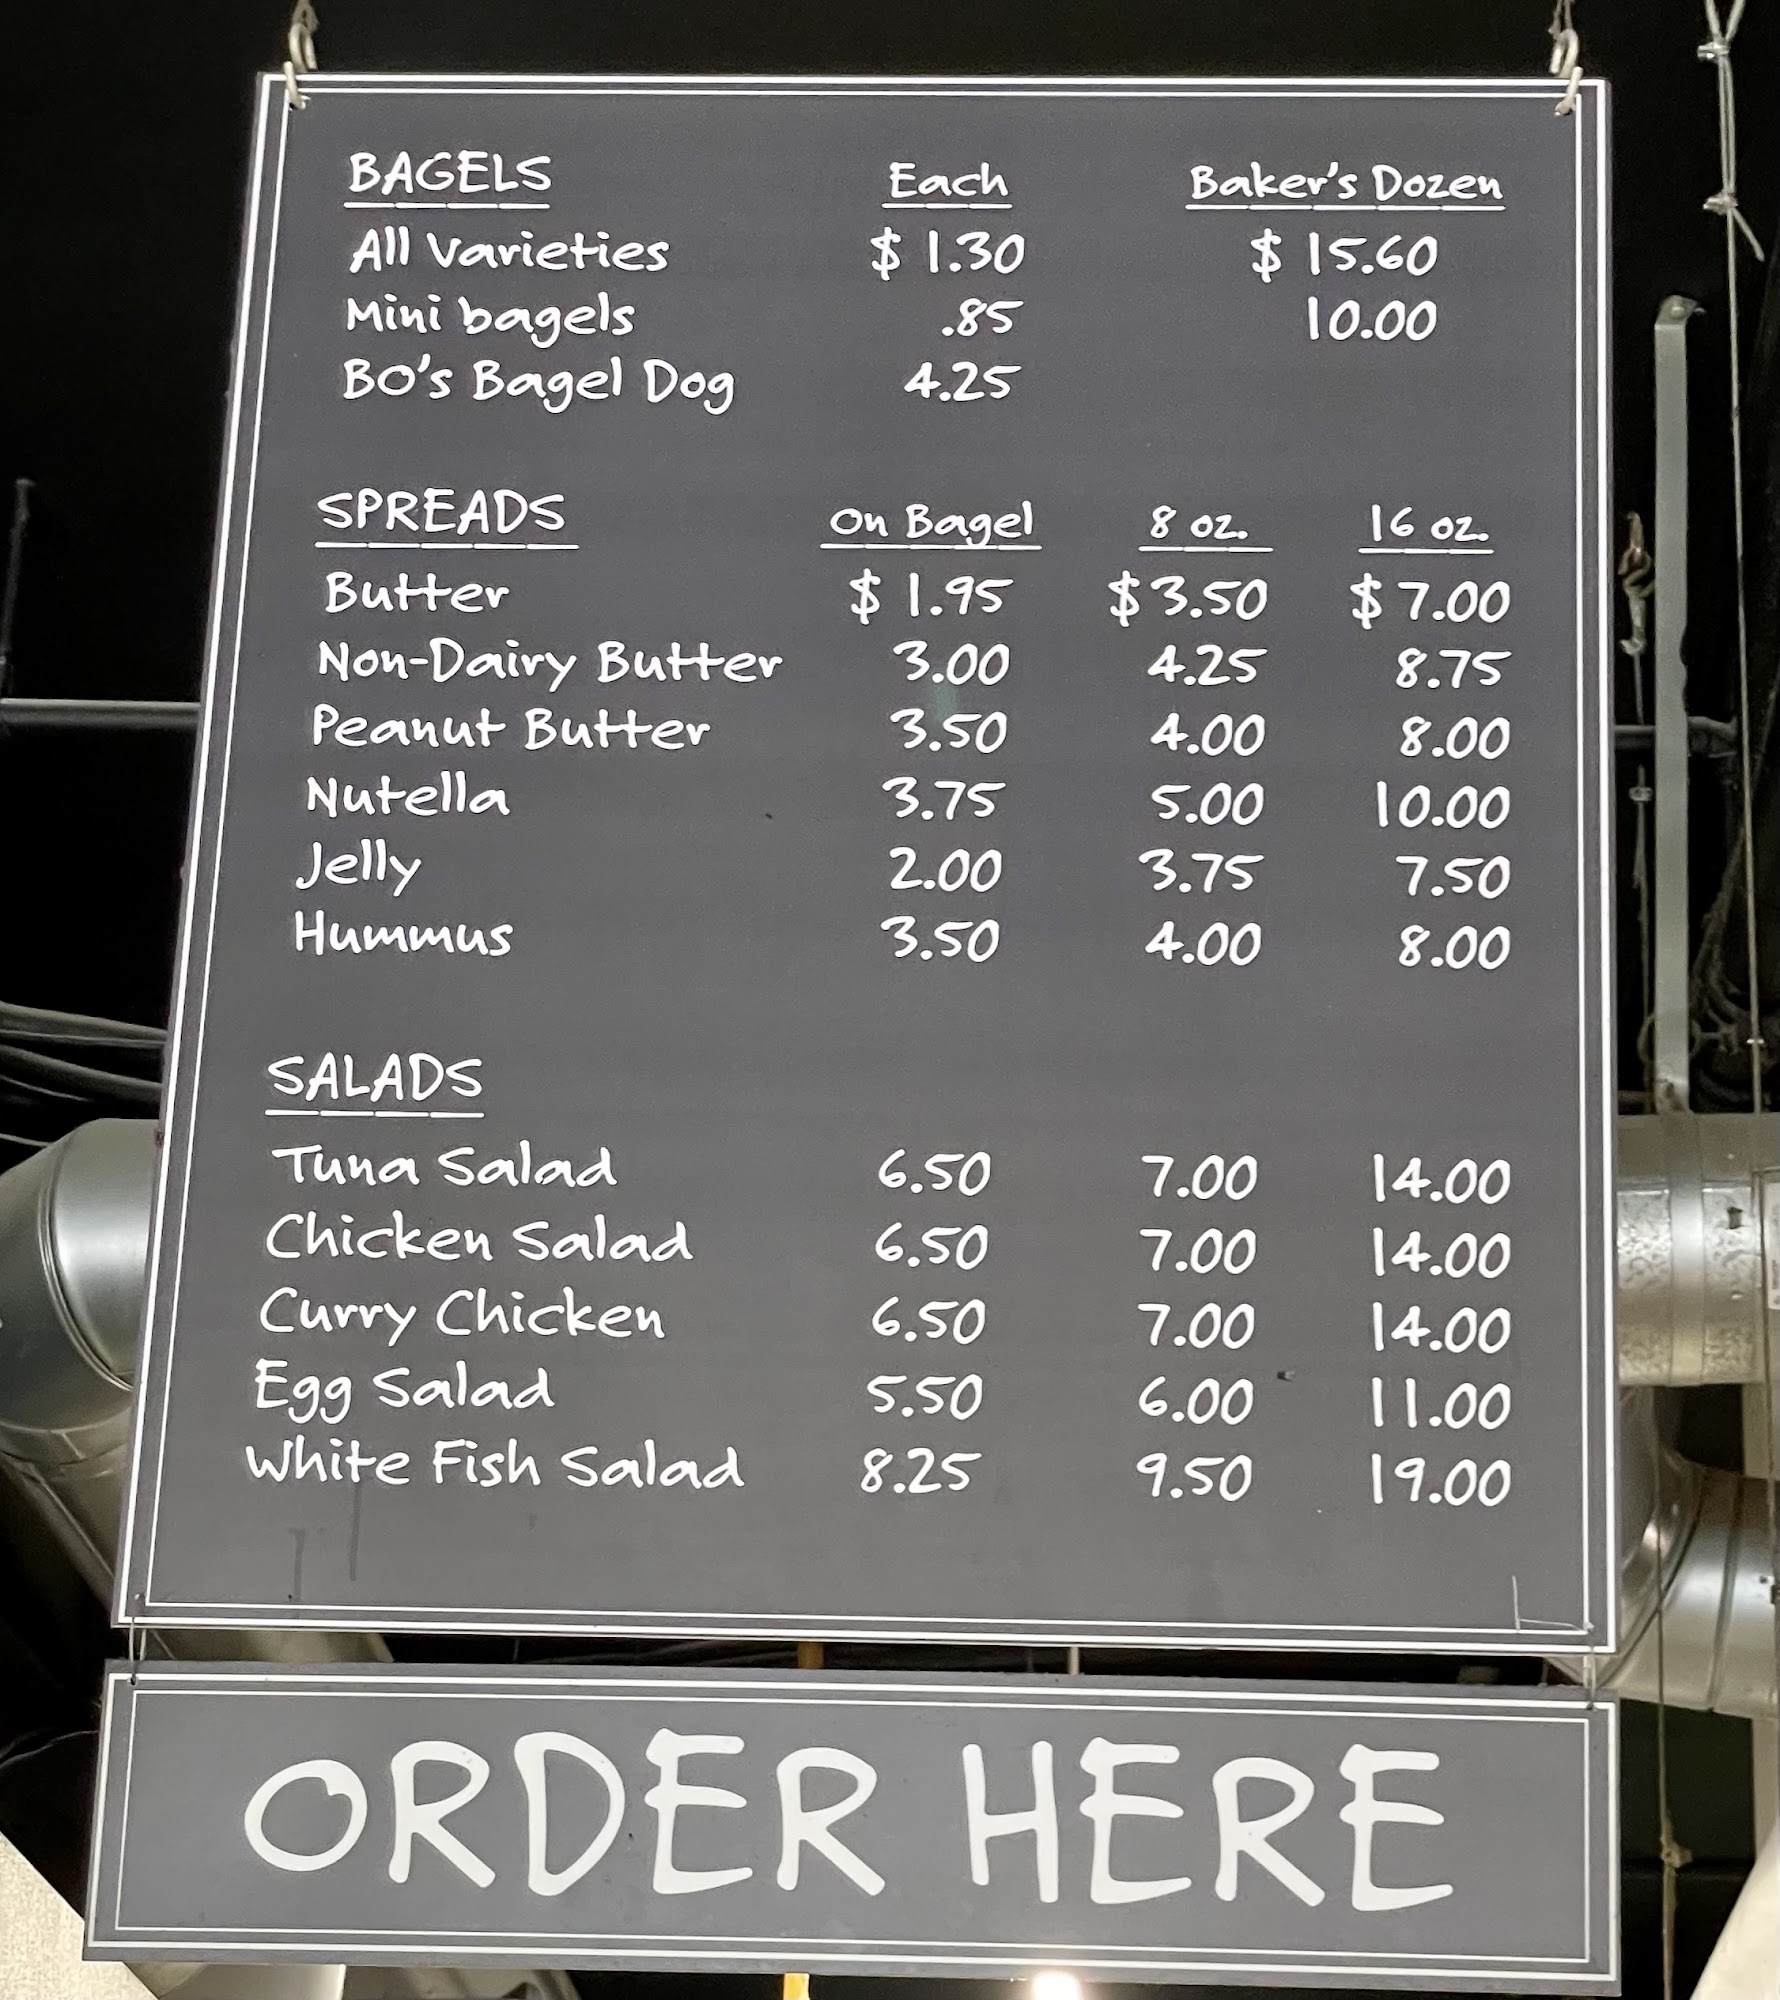 BAGELS Each Baker's Dozen
All Varieties $ 1.30 $ 15.60
Mini bagels .85 10.00
BO's Bagel Dog 4.25
SPREADS On Bagel 8 oz. 16 oz.
Butter $ 1.95 $ 3.50 $ 7.00
Non-Dairy Butter 3.00 4.25 8.75
Peanut Butter 3.50 4.00 8.00
Nutella 3.75 5.00 10.00
Jelly 2.00 3.75 7.50
Hummus 3.50 4.00 8.00
SALADS
Tuna Salad 6.50 7.00 14.00
Chicken Salad 6.50 7.00 14.00
Curry Chicken 6.50 7.00 14.00
Egg Salad 5.50 6.00 11.00
White Fish Salad 8.25 9.50 19.00
ORDER HERE